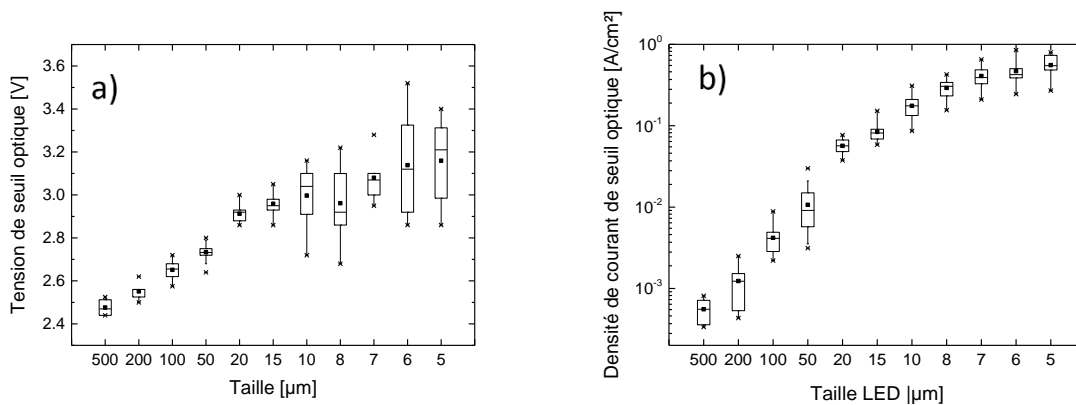 a)
Tension de seuil optique [V]
3.6
3.4
3.2
3.0
2.8
2.6
2.4
500 200 100 50 20 15 10 8 7 6 5
Taille [µm]
b)
Densité de courant de seuil optique [A/cm²]
10⁰
10⁻¹
10⁻²
10⁻³
500 200 100 50 20 15 10 8 7 6 5
Taille LED |µm]